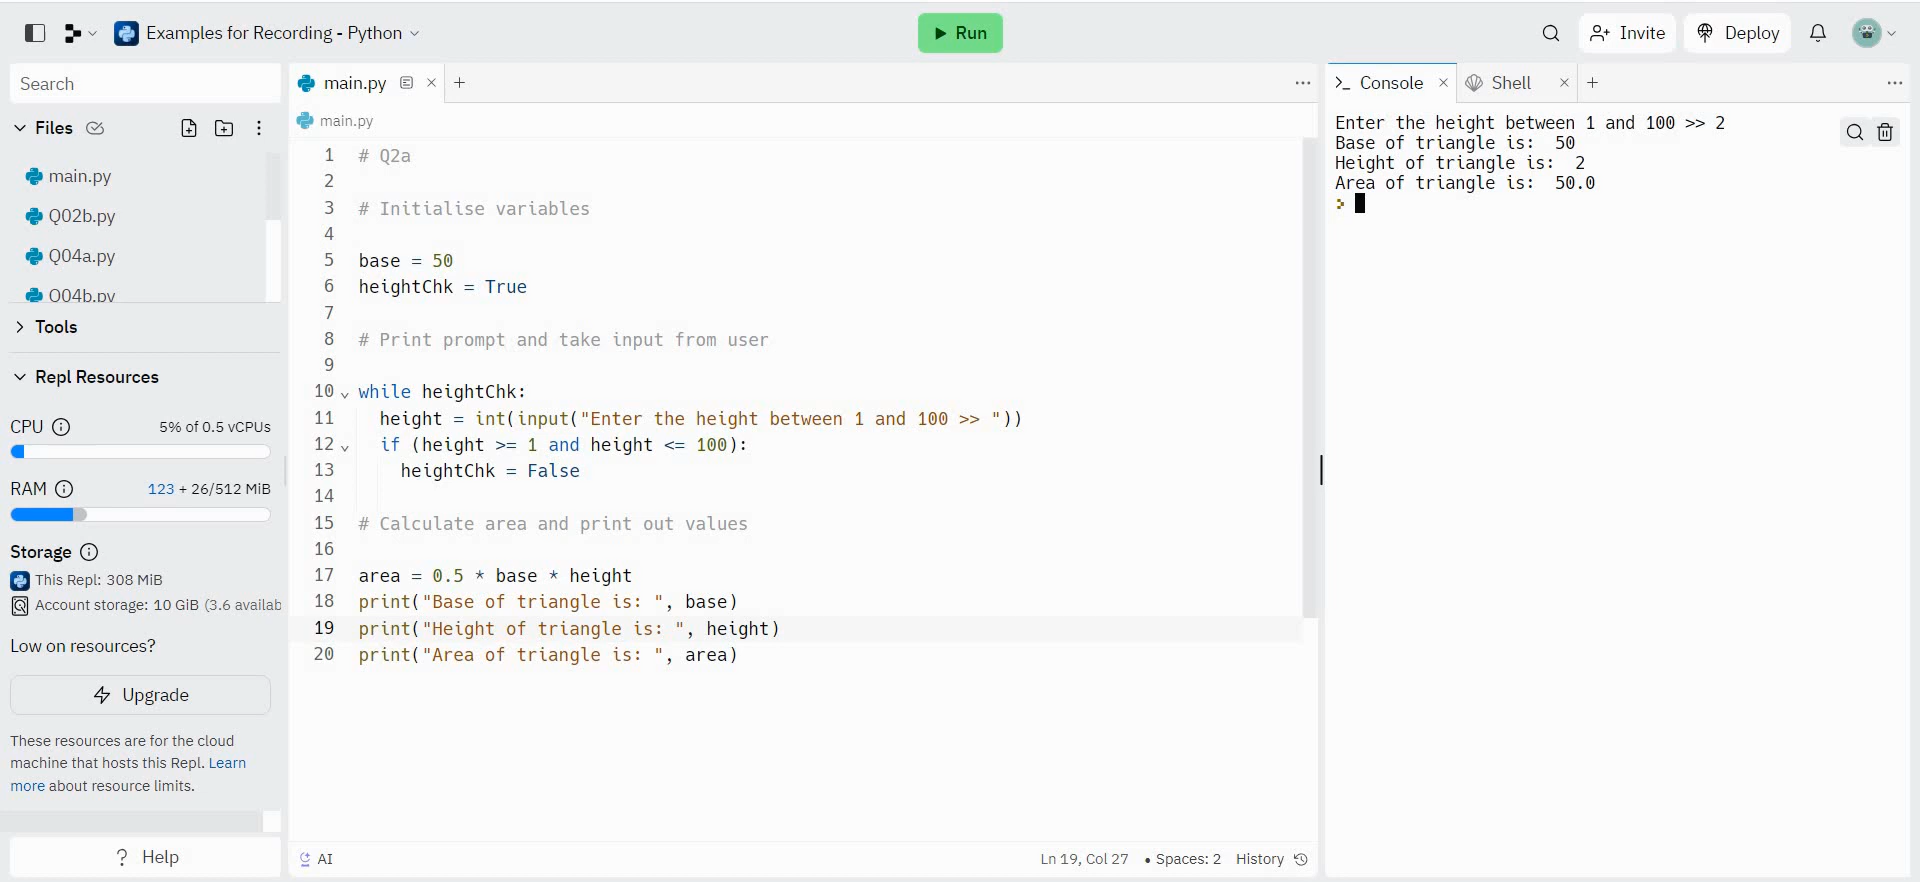 Examples for Recording - Python
Run
Invite
Deploy
Search
Files
main.py
Q02b.py
Q04a.py
Q04b.py
Tools
Repl Resources
CPU 5% of 0.5 vCPUs
RAM 123 + 26/512 MiB
Storage
This Repl: 308 MiB
Account storage: 10 GiB (3.6 availab
Low on resources?
Upgrade
These resources are for the cloud
machine that hosts this Repl. Learn
more about resource limits.
? Help
main.py
main.py
1 # Q2a
2
3 # Initialise variables
4
5 base = 50
6 heightChk = True
7
8 # Print prompt and take input from user
9
10 while heightChk:
11   height = int(input("Enter the height between 1 and 100 >> "))
12   if (height >= 1 and height <= 100):
13     heightChk = False
14
15 # Calculate area and print out values
16
17 area = 0.5 * base * height
18 print("Base of triangle is: ", base)
19 print("Height of triangle is: ", height)
20 print("Area of triangle is: ", area)
AI
Ln 19, Col 27 • Spaces: 2 History
Console
Shell
Enter the height between 1 and 100 >> 2
Base of triangle is:  50
Height of triangle is:  2
Area of triangle is:  50.0